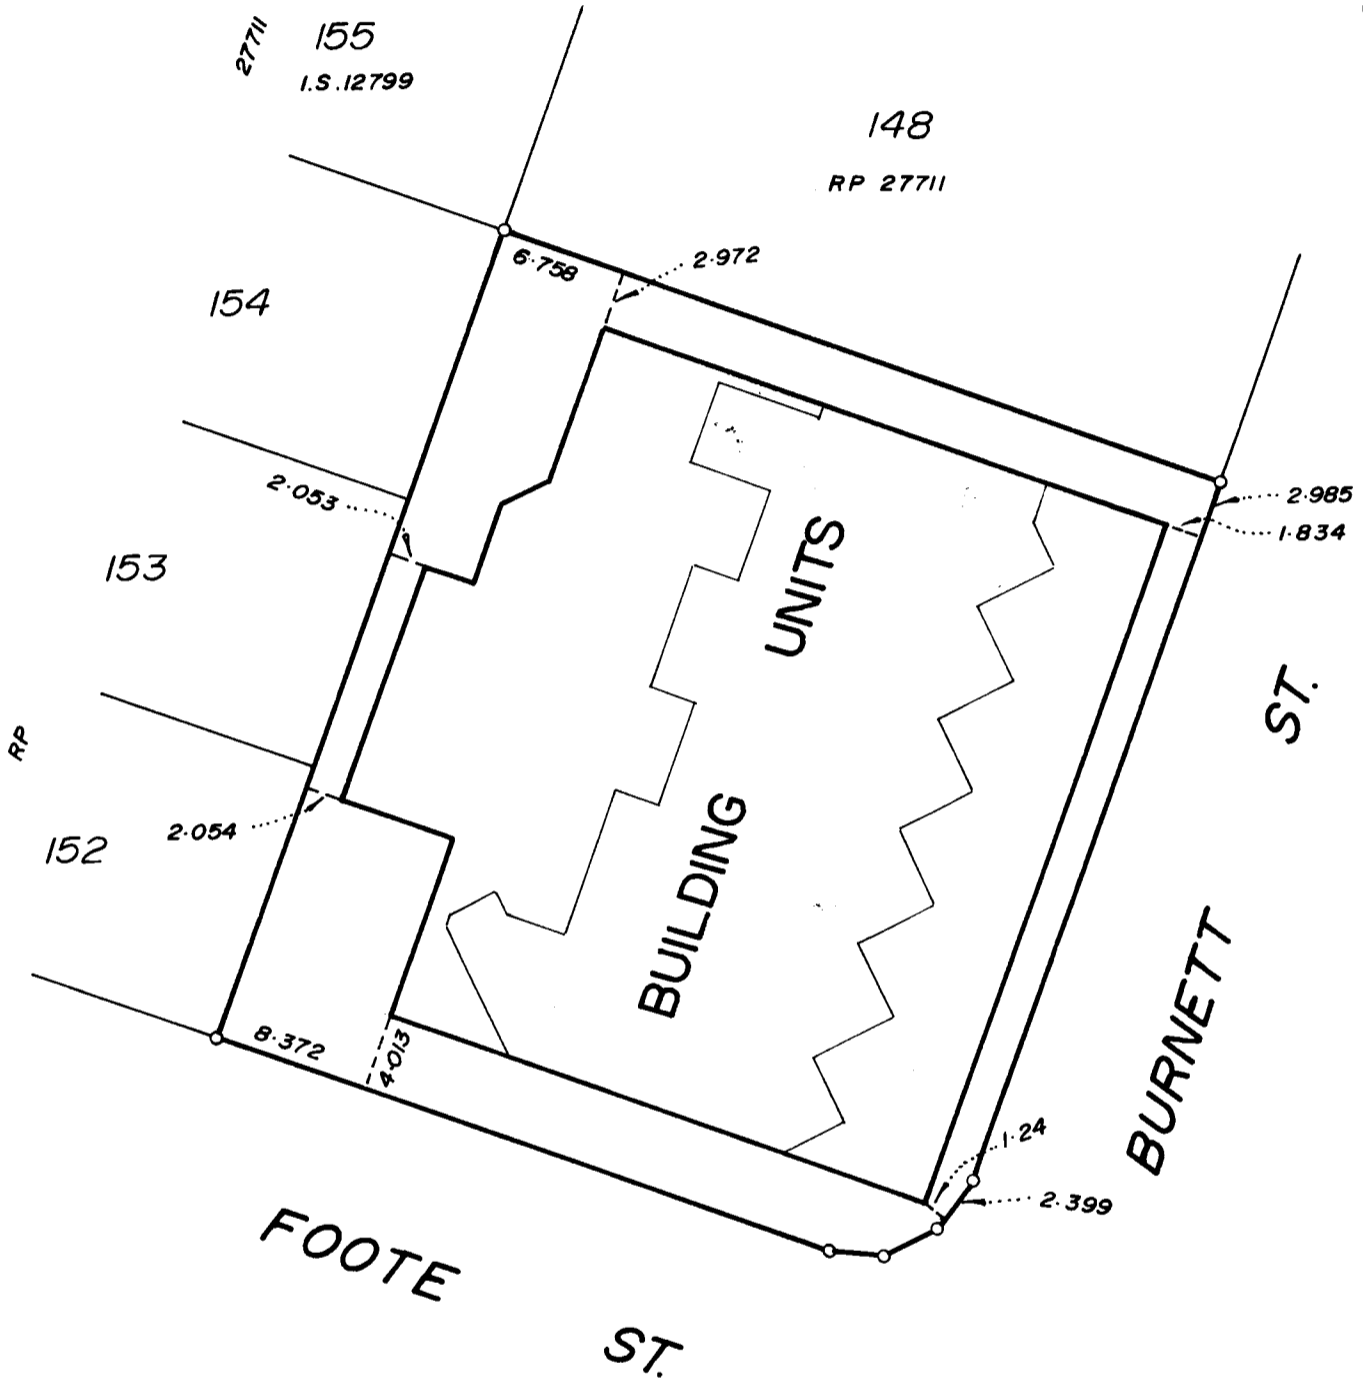 27711
155
I.S.12799
148
RP 27711
6·758
2·972
154
2·053
2·985
1·834
153
UNITS
ST.
RP
2·054
152
BUILDING
BURNETT
8·372
4·013
1·24
2·399
FOOTE
ST.